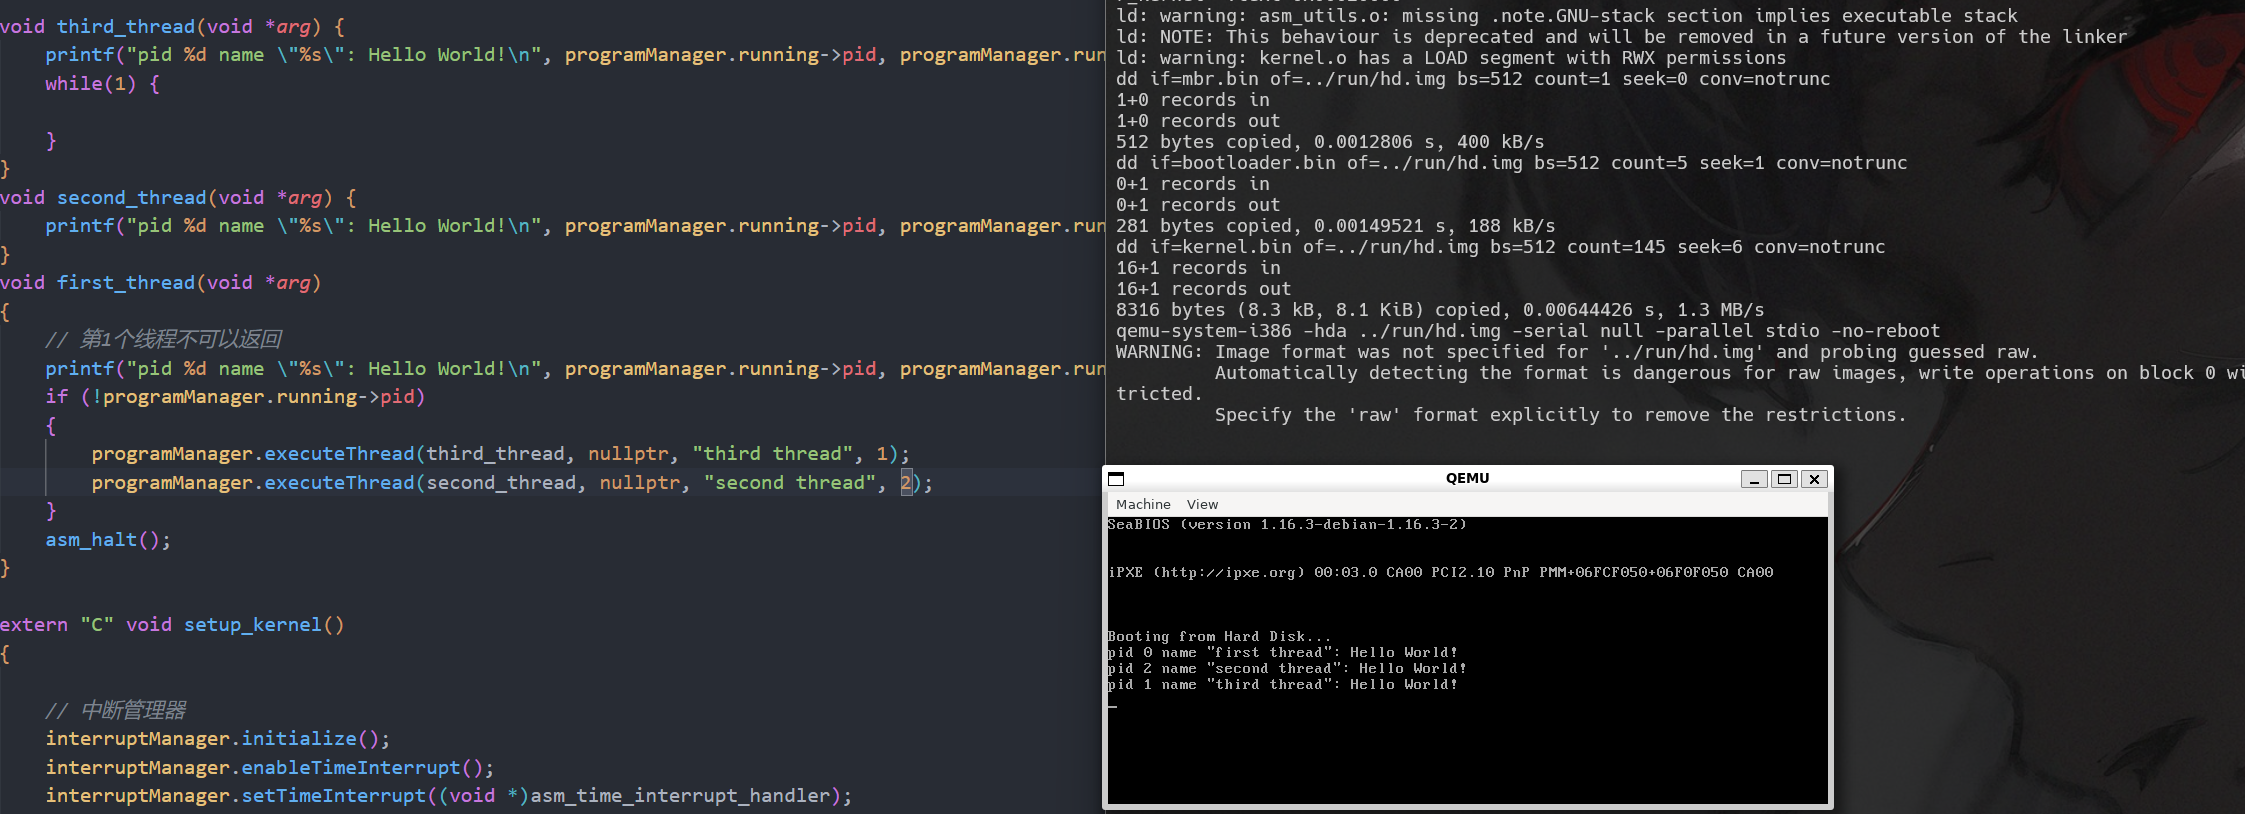 void third_thread(void *arg) {
    printf("pid %d name \"%s\": Hello World!\n", programManager.running->pid, programManager.run
    while(1) {

    }
}
void second_thread(void *arg) {
    printf("pid %d name \"%s\": Hello World!\n", programManager.running->pid, programManager.run
}
void first_thread(void *arg)
{
    // 第1个线程不可以返回
    printf("pid %d name \"%s\": Hello World!\n", programManager.running->pid, programManager.run
    if (!programManager.running->pid)
    {
        programManager.executeThread(third_thread, nullptr, "third thread", 1);
        programManager.executeThread(second_thread, nullptr, "second thread", 2);
    }
    asm_halt();
}

extern "C" void setup_kernel()
{

    // 中断管理器
    interruptManager.initialize();
    interruptManager.enableTimeInterrupt();
    interruptManager.setTimeInterrupt((void *)asm_time_interrupt_handler);
ld: warning: asm_utils.o: missing .note.GNU-stack section implies executable stack
ld: NOTE: This behaviour is deprecated and will be removed in a future version of the linker
ld: warning: kernel.o has a LOAD segment with RWX permissions
dd if=mbr.bin of=../run/hd.img bs=512 count=1 seek=0 conv=notrunc
1+0 records in
1+0 records out
512 bytes copied, 0.0012806 s, 400 kB/s
dd if=bootloader.bin of=../run/hd.img bs=512 count=5 seek=1 conv=notrunc
0+1 records in
0+1 records out
281 bytes copied, 0.00149521 s, 188 kB/s
dd if=kernel.bin of=../run/hd.img bs=512 count=145 seek=6 conv=notrunc
16+1 records in
16+1 records out
8316 bytes (8.3 kB, 8.1 KiB) copied, 0.00644426 s, 1.3 MB/s
qemu-system-i386 -hda ../run/hd.img -serial null -parallel stdio -no-reboot
WARNING: Image format was not specified for '../run/hd.img' and probing guessed raw.
         Automatically detecting the format is dangerous for raw images, write operations on block 0 wi
tricted.
         Specify the 'raw' format explicitly to remove the restrictions.
QEMU
Machine View
SeaBIOS (version 1.16.3-debian-1.16.3-2)
iPXE (http://ipxe.org) 00:03.0 CA00 PCI2.10 PnP PMM+06FCF050+06F0F050 CA00
Booting from Hard Disk...
pid 0 name "first thread": Hello World!
pid 2 name "second thread": Hello World!
pid 1 name "third thread": Hello World!